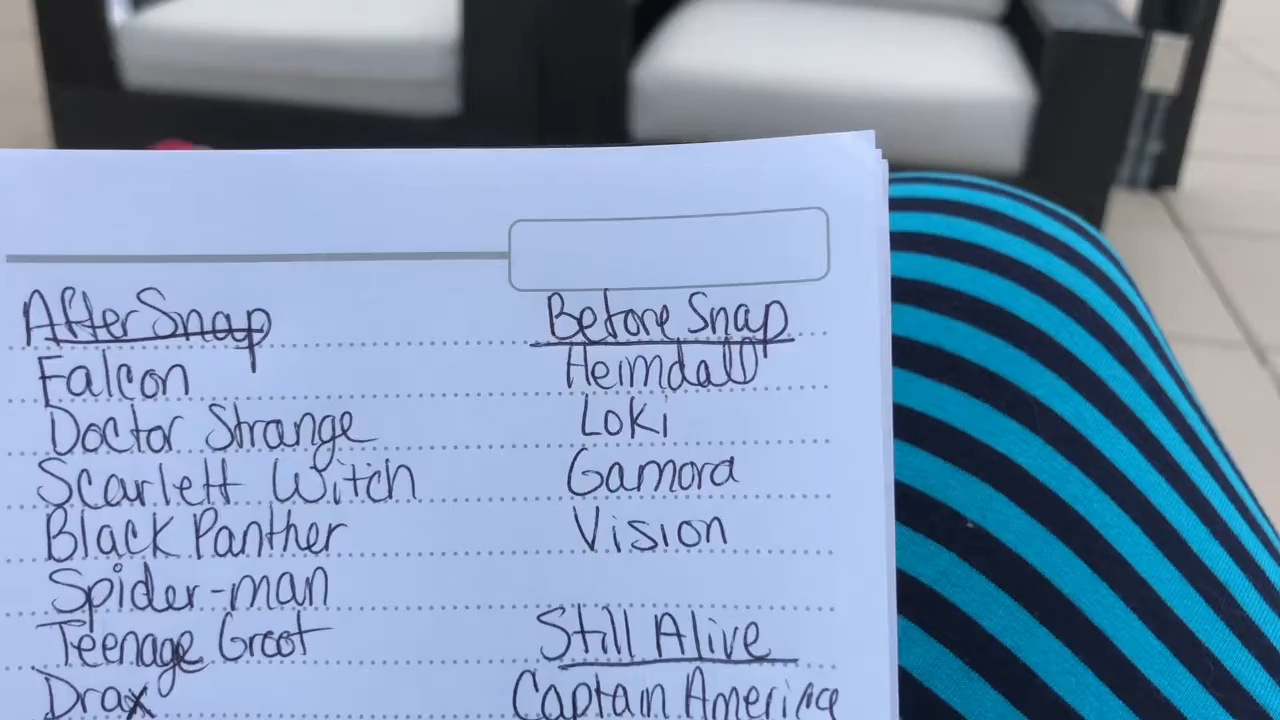 After Snap
Falcon
Doctor Strange
Scarlett Witch
Black Panther
Spider-man
Teenage Groot
Drax
Before Snap
Heimdall
Loki
Gamora
Vision
Still Alive
Captain America